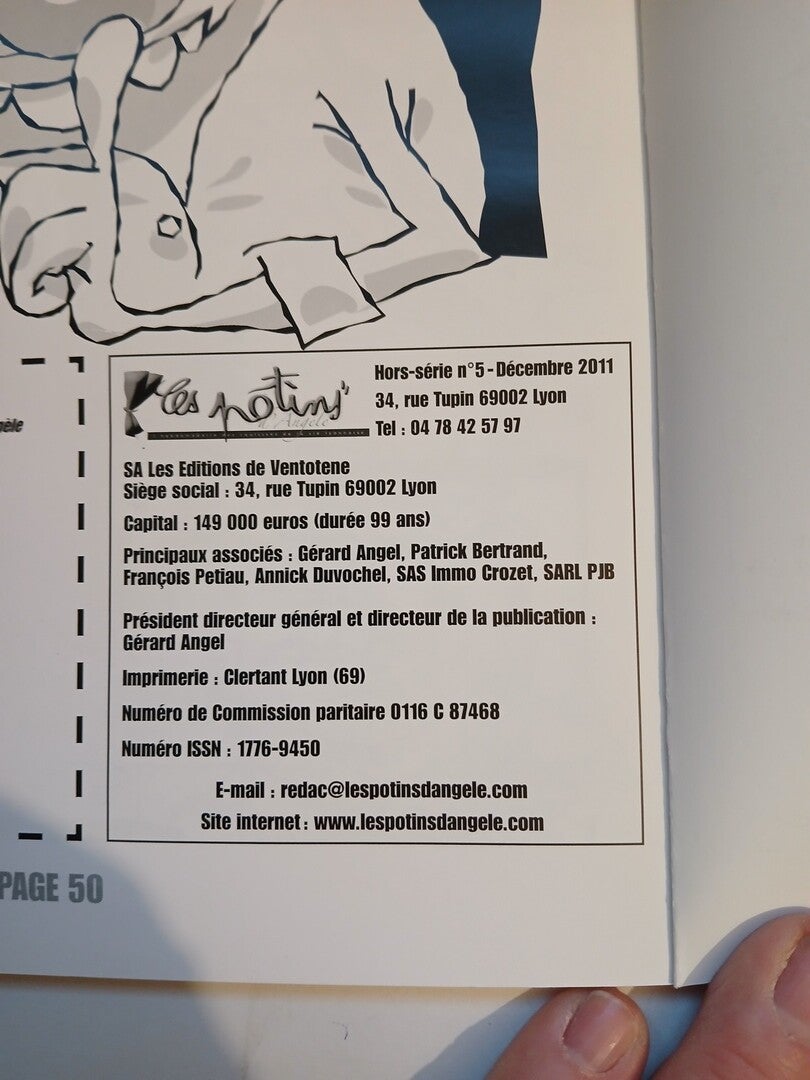 les potins
d'Angèle
Hors-série n°5 - Décembre 2011
34, rue Tupin 69002 Lyon
Tel : 04 78 42 57 97
SA Les Editions de Ventotene
Siège social : 34, rue Tupin 69002 Lyon
Capital : 149 000 euros (durée 99 ans)
Principaux associés : Gérard Angel, Patrick Bertrand,
François Petiau, Annick Duvochel, SAS Immo Crozet, SARL PJB
Président directeur général et directeur de la publication :
Gérard Angel
Imprimerie : Clertant Lyon (69)
Numéro de Commission paritaire 0116 C 87468
Numéro ISSN : 1776-9450
E-mail : redac@lespotinsdangele.com
Site internet : www.lespotinsdangele.com
PAGE 50